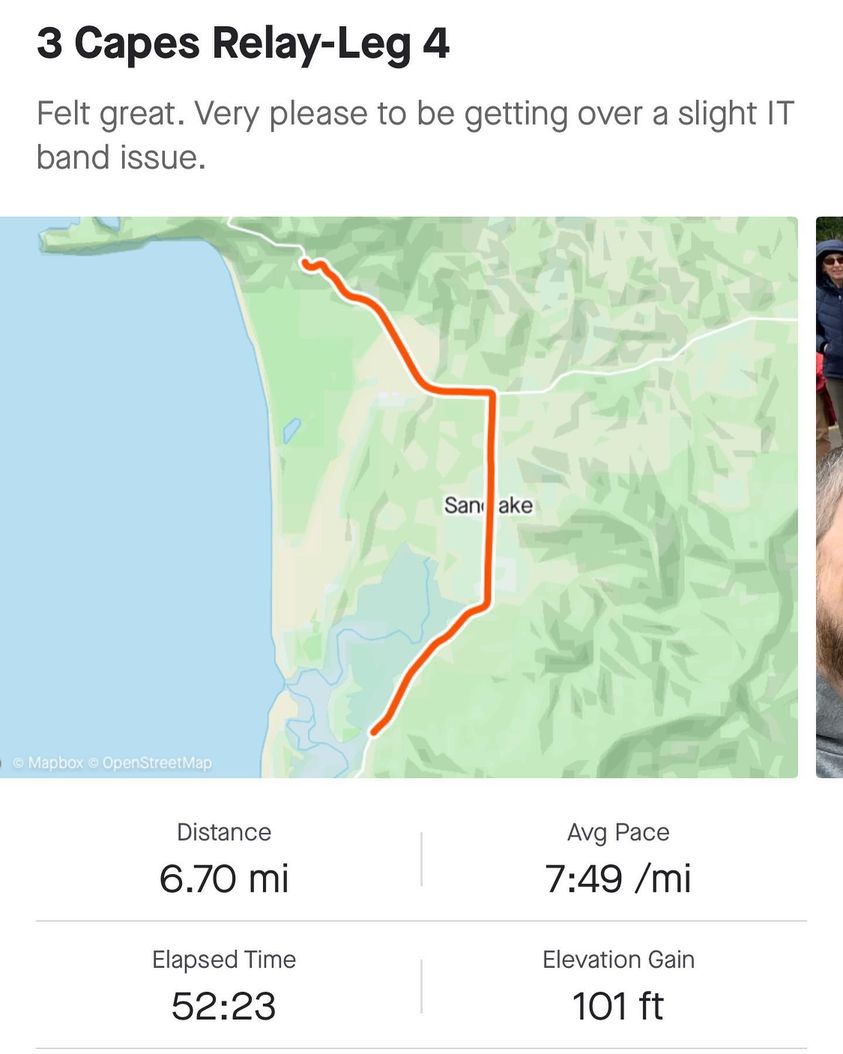 3 Capes Relay-Leg 4
Felt great. Very please to be getting over a slight IT
band issue.
San ake
© Mapbox © OpenStreetMap
Distance
Avg Pace
6.70 mi
7:49 /mi
Elapsed Time
Elevation Gain
52:23
101 ft